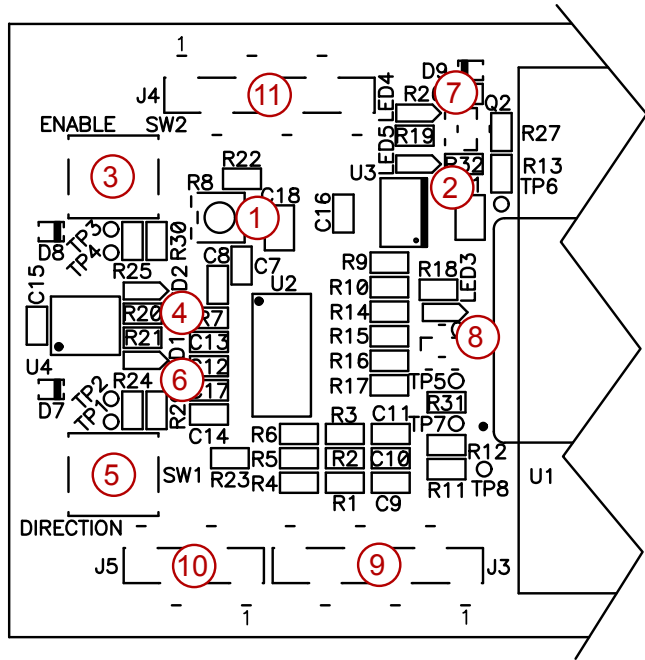 1
D9
J4
11
LED4
R2
7
Q2
ENABLE
SW2
LED5
R19
R27
3
R22
U3
R32
R13
R8
2
1
TP6
1
C18
C16
TP3
D8
TP4
R30
R9
C8
C7
R18
LED3
R25
D2
C15
U2
R10
R20
4
R7
R14
C
R21
D1
C13
R15
8
U4
C12
R16
6
TP2
R24
C17
R17
TP5
D7
TP1
R2
R31
C14
R6
R3
C11
TP7
R12
5
SW1
R23
R5
R2
C10
R11
TP8
U1
R4
R1
C9
DIRECTION
J5
10
9
J3
1
1